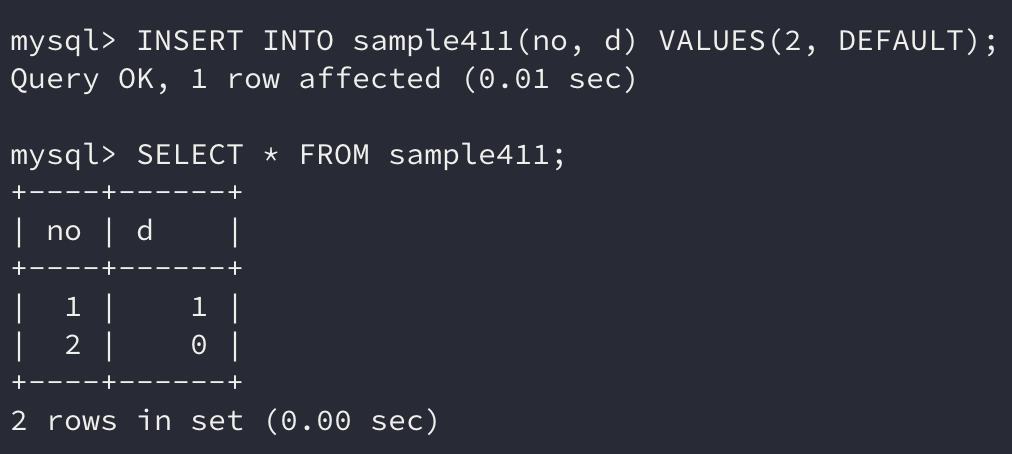 mysql> INSERT INTO sample411(no, d) VALUES(2, DEFAULT);
Query OK, 1 row affected (0.01 sec)

mysql> SELECT * FROM sample411;
+----+------+
| no | d    |
+----+------+
|  1 |    1 |
|  2 |    0 |
+----+------+
2 rows in set (0.00 sec)